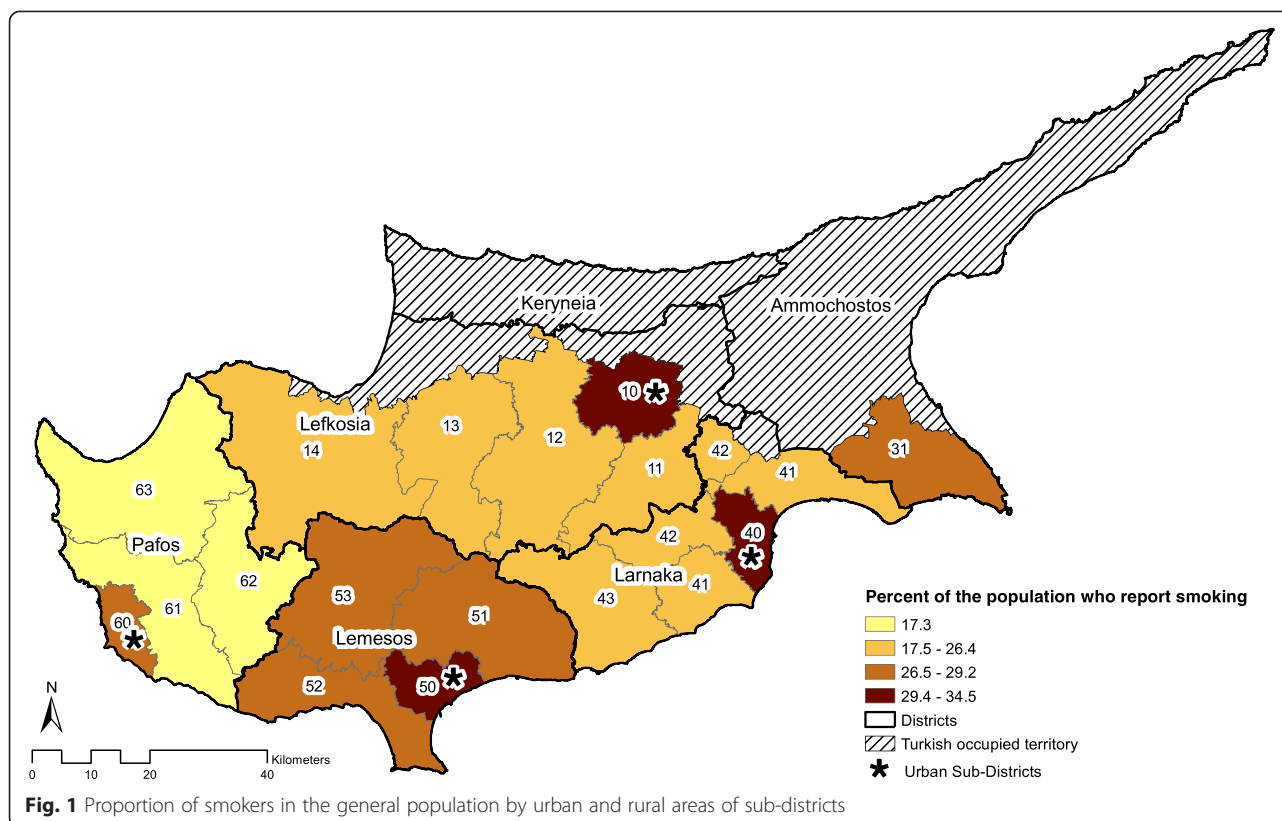 Keryneia
Ammochostos
10
Lefkosia
13
12
14
11
42
41
31
63
40
Pafos
42
62
Larnaka
41
53
43
61
51
60
Lemesos
52
50
Percent of the population who report smoking
17.3
17.5 - 26.4
26.5 - 29.2
29.4 - 34.5
Districts
Turkish occupied territory
Urban Sub-Districts
N
Kilometers
0 10 20 40
Fig. 1 Proportion of smokers in the general population by urban and rural areas of sub-districts